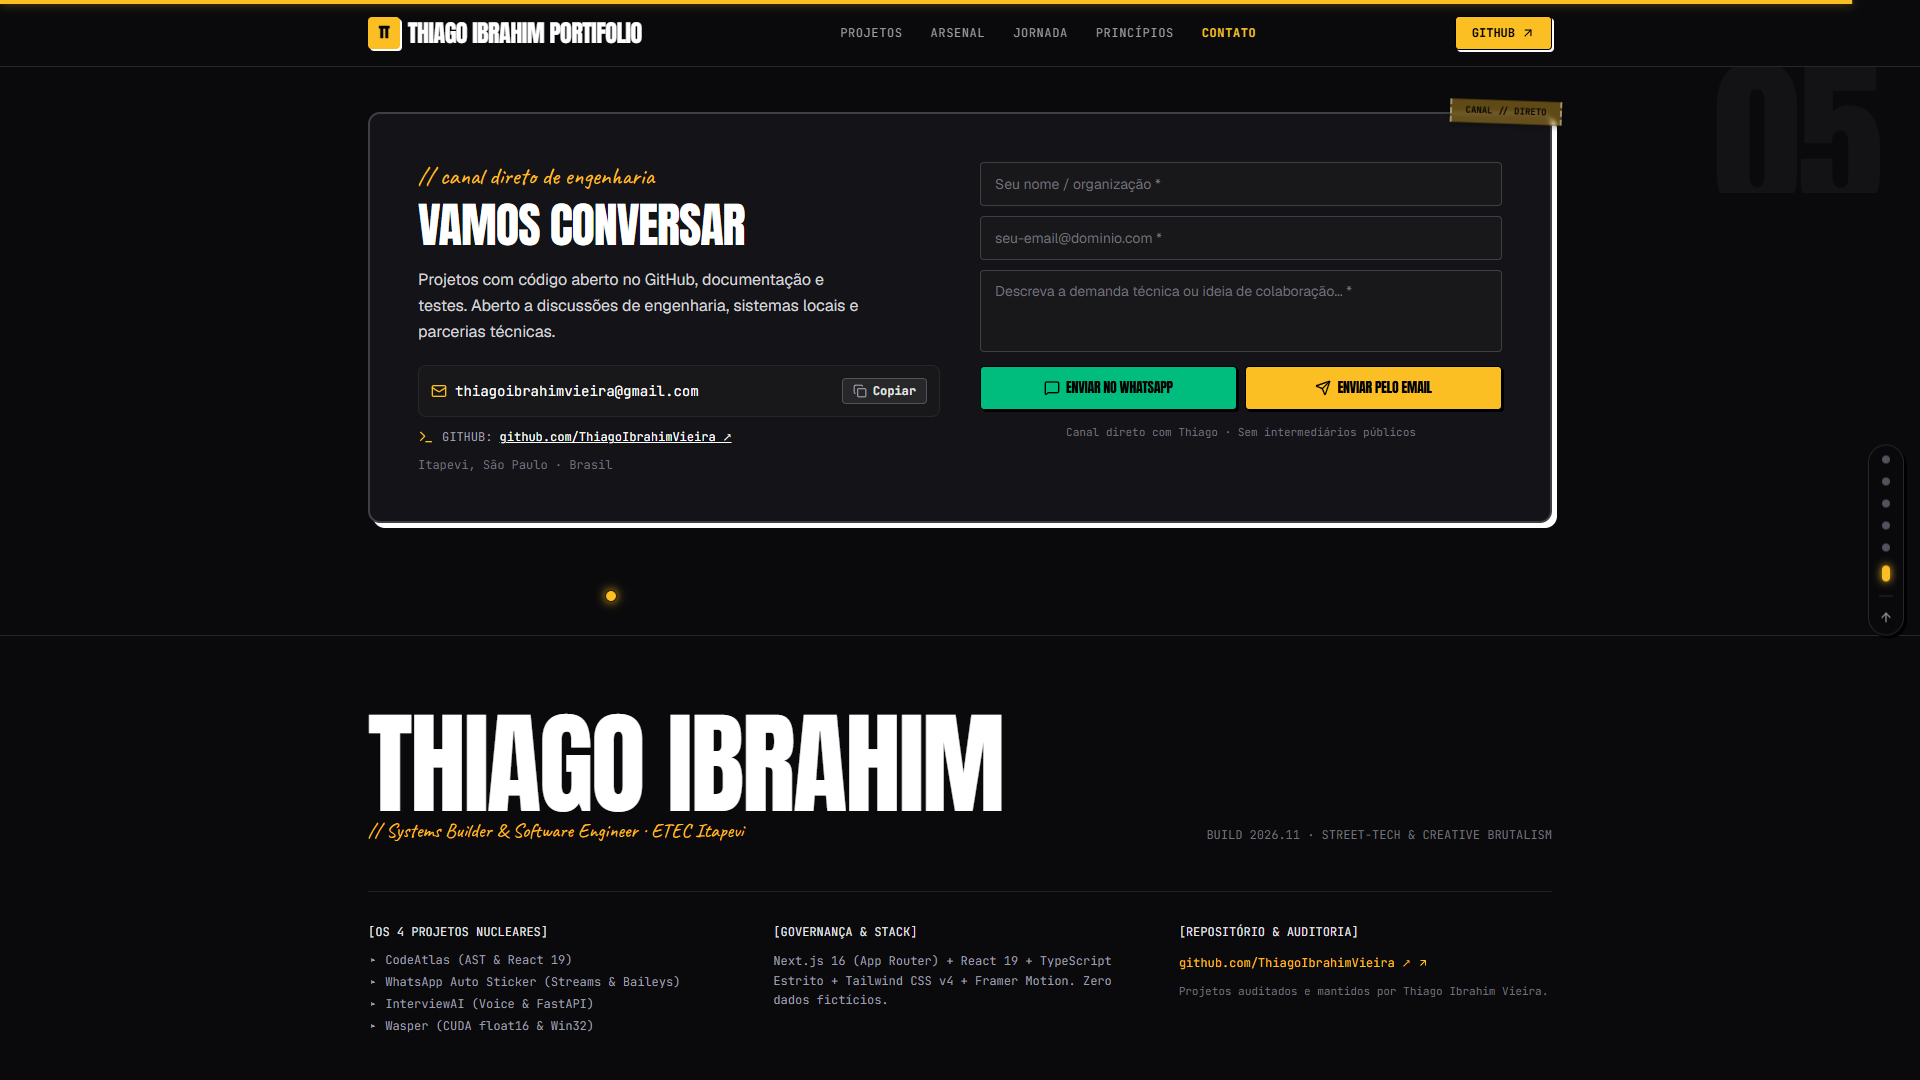 TI THIAGO IBRAHIM PORTIFOLIO
PROJETOS ARSENAL JORNADA PRINCÍPIOS CONTATO
GITHUB ↗
05
CANAL // DIRETO
// canal direto de engenharia
VAMOS CONVERSAR
Projetos com código aberto no GitHub, documentação e
testes. Aberto a discussões de engenharia, sistemas locais e
parcerias técnicas.
thiagoibrahimvieira@gmail.com
Copiar
GITHUB: github.com/ThiagoIbrahimVieira ↗
Itapevi, São Paulo · Brasil
Seu nome / organização *
seu-email@dominio.com *
Descreva a demanda técnica ou ideia de colaboração... *
ENVIAR NO WHATSAPP
ENVIAR PELO EMAIL
Canal direto com Thiago · Sem intermediários públicos
THIAGO IBRAHIM
// Systems Builder & Software Engineer · ETEC Itapevi
BUILD 2026.11 · STREET-TECH & CREATIVE BRUTALISM
[OS 4 PROJETOS NUCLEARES]
▸ CodeAtlas (AST & React 19)
▸ WhatsApp Auto Sticker (Streams & Baileys)
▸ InterviewAI (Voice & FastAPI)
▸ Wasper (CUDA float16 & Win32)
[GOVERNANÇA & STACK]
Next.js 16 (App Router) + React 19 + TypeScript
Estrito + Tailwind CSS v4 + Framer Motion. Zero
dados fictícios.
[REPOSITÓRIO & AUDITORIA]
github.com/ThiagoIbrahimVieira ↗ ↗
Projetos auditados e mantidos por Thiago Ibrahim Vieira.